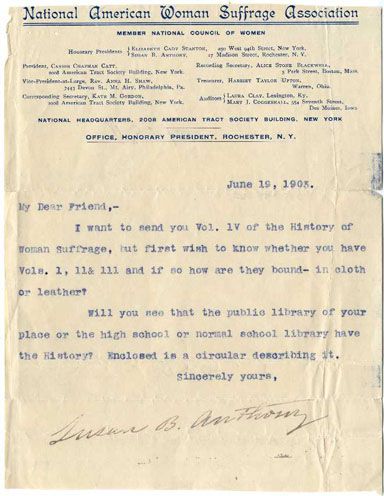 National American Woman Suffrage Association
MEMBER NATIONAL COUNCIL OF WOMEN
Honorary Presidents { ELIZABETH CADY STANTON, 250 West 94th Street, New York.
SUSAN B. ANTHONY, 17 Madison Street, Rochester, N. Y.
President, CARRIE CHAPMAN CATT, Recording Secretary, ALICE STONE BLACKWELL,
2008 American Tract Society Building, New York. 3 Park Street, Boston, Mass.
Vice-President-at-Large, REV. ANNA H. SHAW, Treasurer, HARRIET TAYLOR UPTON,
7443 Devon St., Mt. Airy, Philadelphia, Pa. Warren, Ohio.
Corresponding Secretary, KATE M. GORDON, Auditors { LAURA CLAY, Lexington, Ky.
2008 American Tract Society Building, New York. MARY J. COGGESHALL, 554 Seventh Street,
Des Moines, Iowa
NATIONAL HEADQUARTERS, 2008 AMERICAN TRACT SOCIETY BUILDING, NEW YORK
OFFICE, HONORARY PRESIDENT, ROCHESTER, N. Y.
June 19, 1903.
My Dear Friend,-
I want to send you Vol. 1V of the History of
Woman Suffrage, but first wish to know whether you have
Vols. 1, 11& 111 and if so how are they bound- in cloth
or leather?
Will you see that the public library of your
place or the high school or normal school library have
the History? Enclosed is a circular describing it.
Sincerely yours,
Susan B. Anthony